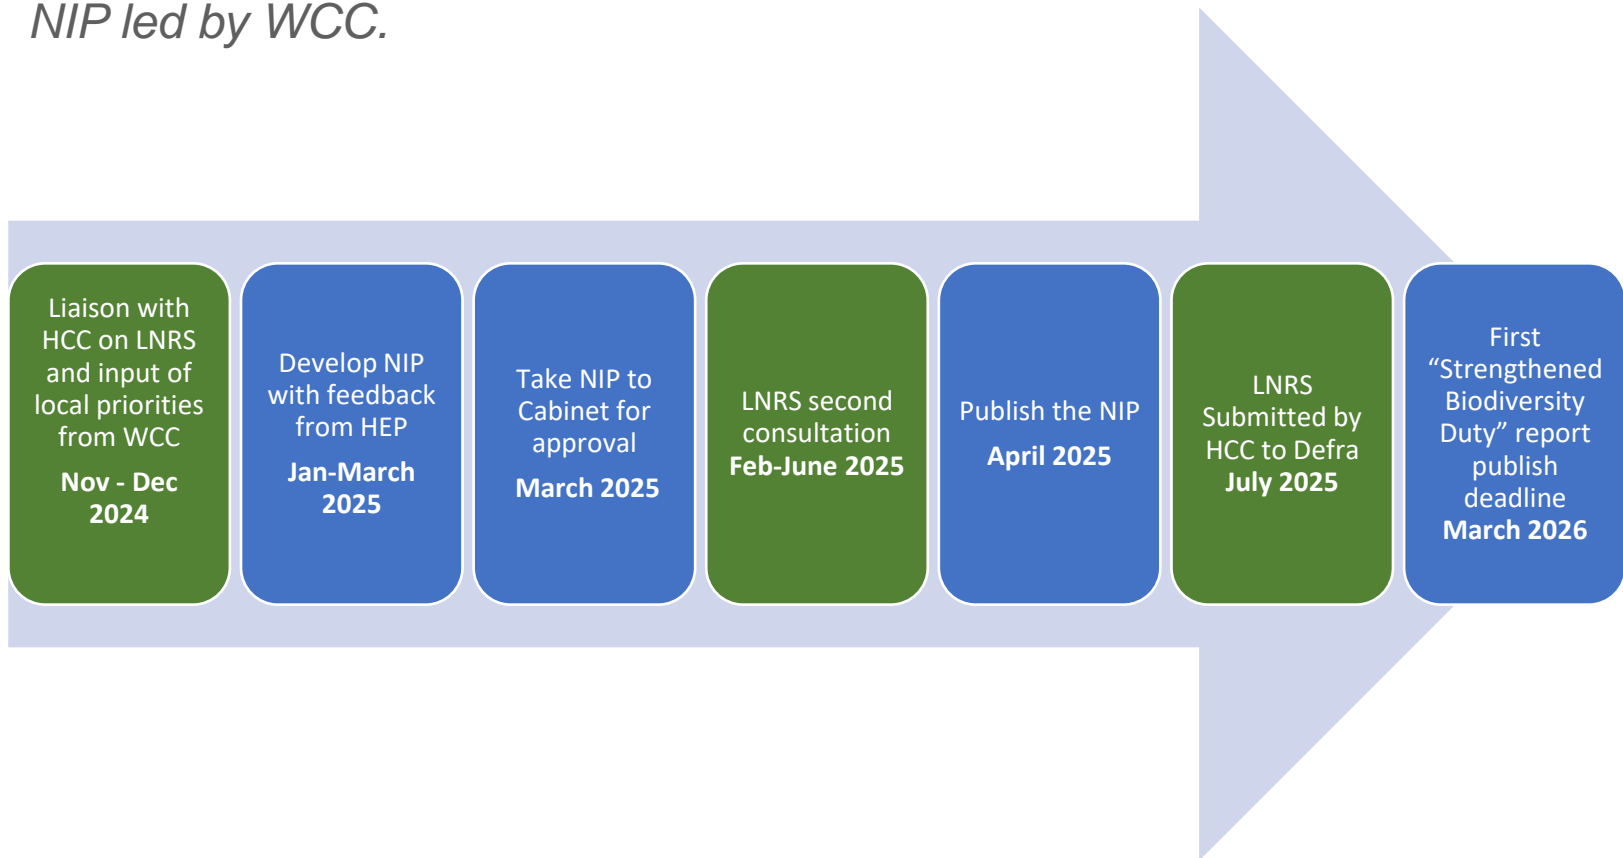 NIP led by WCC.
Liaison with
HCC on LNRS
and input of
local priorities
from WCC
Nov - Dec
2024
Develop NIP
with feedback
from HEP
Jan-March
2025
Take NIP to
Cabinet for
approval
March 2025
LNRS second
consultation
Feb-June 2025
Publish the NIP
April 2025
LNRS
Submitted by
HCC to Defra
July 2025
First
“Strengthened
Biodiversity
Duty” report
publish
deadline
March 2026